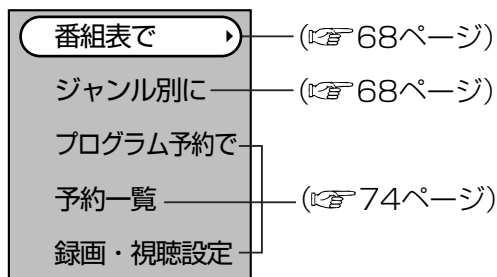 番組表で (☞68ページ)
ジャンル別に (☞68ページ)
プログラム予約で
予約一覧 (☞74ページ)
録画・視聴設定